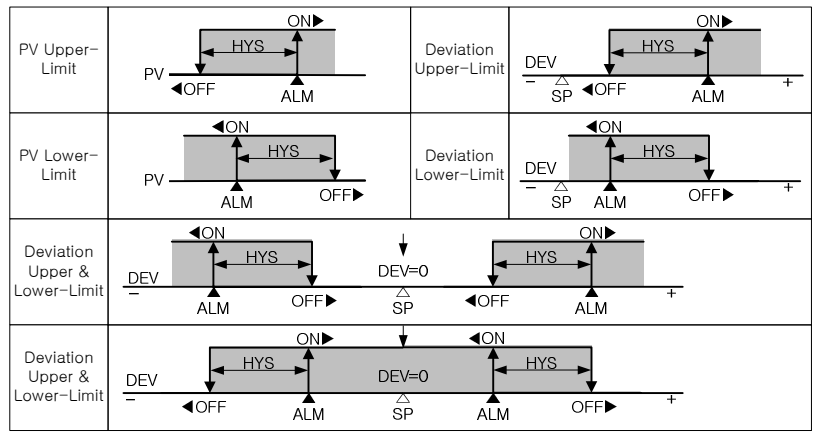 PV Upper-
Limit
ON▶
HYS
PV
◀OFF
ALM
Deviation
Upper-Limit
ON▶
HYS
DEV
-
SP
◀OFF
ALM
+
PV Lower-
Limit
◀ON
HYS
PV
ALM
OFF▶
Deviation
Lower-Limit
◀ON
HYS
DEV
-
SP
ALM
OFF▶
+
Deviation
Upper &
Lower-Limit
◀ON
HYS
DEV
-
ALM
OFF▶
DEV=0
SP
ON▶
HYS
◀OFF
ALM
+
Deviation
Upper &
Lower-Limit
ON▶
HYS
DEV
-
◀OFF
ALM
DEV=0
SP
◀ON
HYS
ALM
OFF▶
+